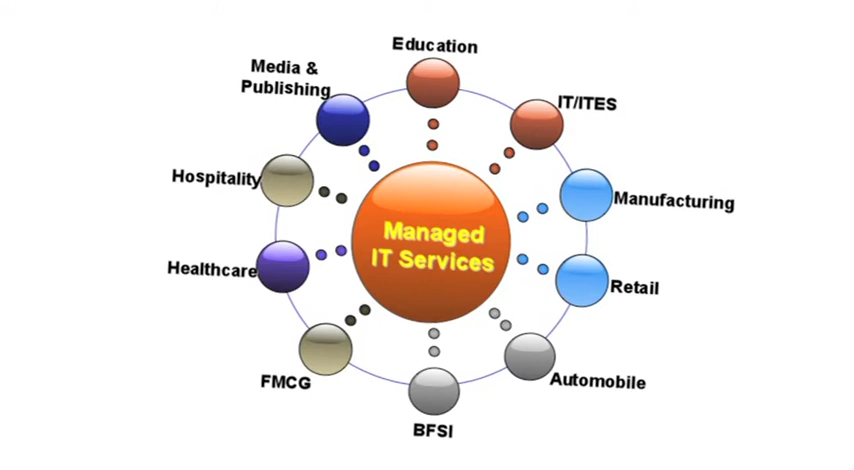 Education
Media &
Publishing
IT/ITES
Hospitality
Manufacturing
Managed
IT Services
Healthcare
Retail
FMCG
Automobile
BFSI